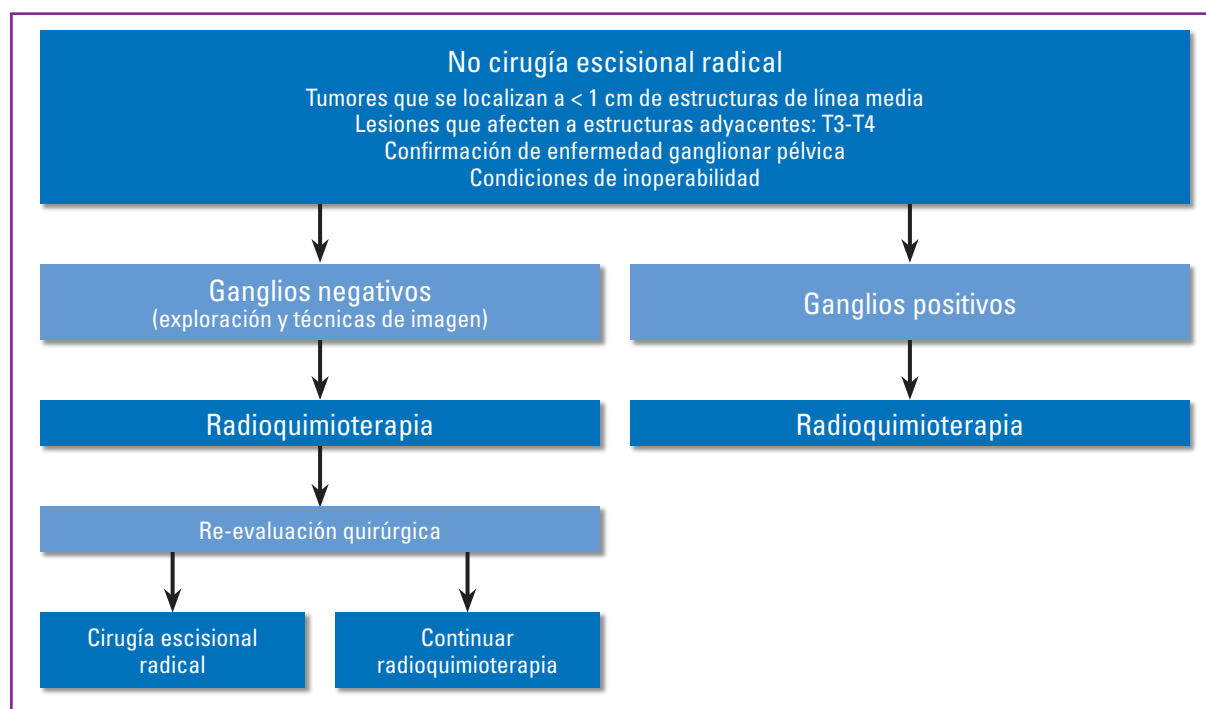 No cirugía escisional radical
Tumores que se localizan a < 1 cm de estructuras de línea media
Lesiones que afecten a estructuras adyacentes: T3-T4
Confirmación de enfermedad ganglionar pélvica
Condiciones de inoperabilidad
Ganglios negativos
(exploración y técnicas de imagen)
Ganglios positivos
Radioquimioterapia
Radioquimioterapia
Re-evaluación quirúrgica
Cirugía escisional
radical
Continuar
radioquimioterapia